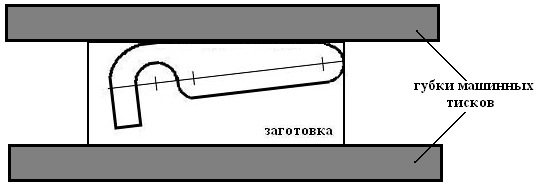 губки машинных
тисков
заготовка